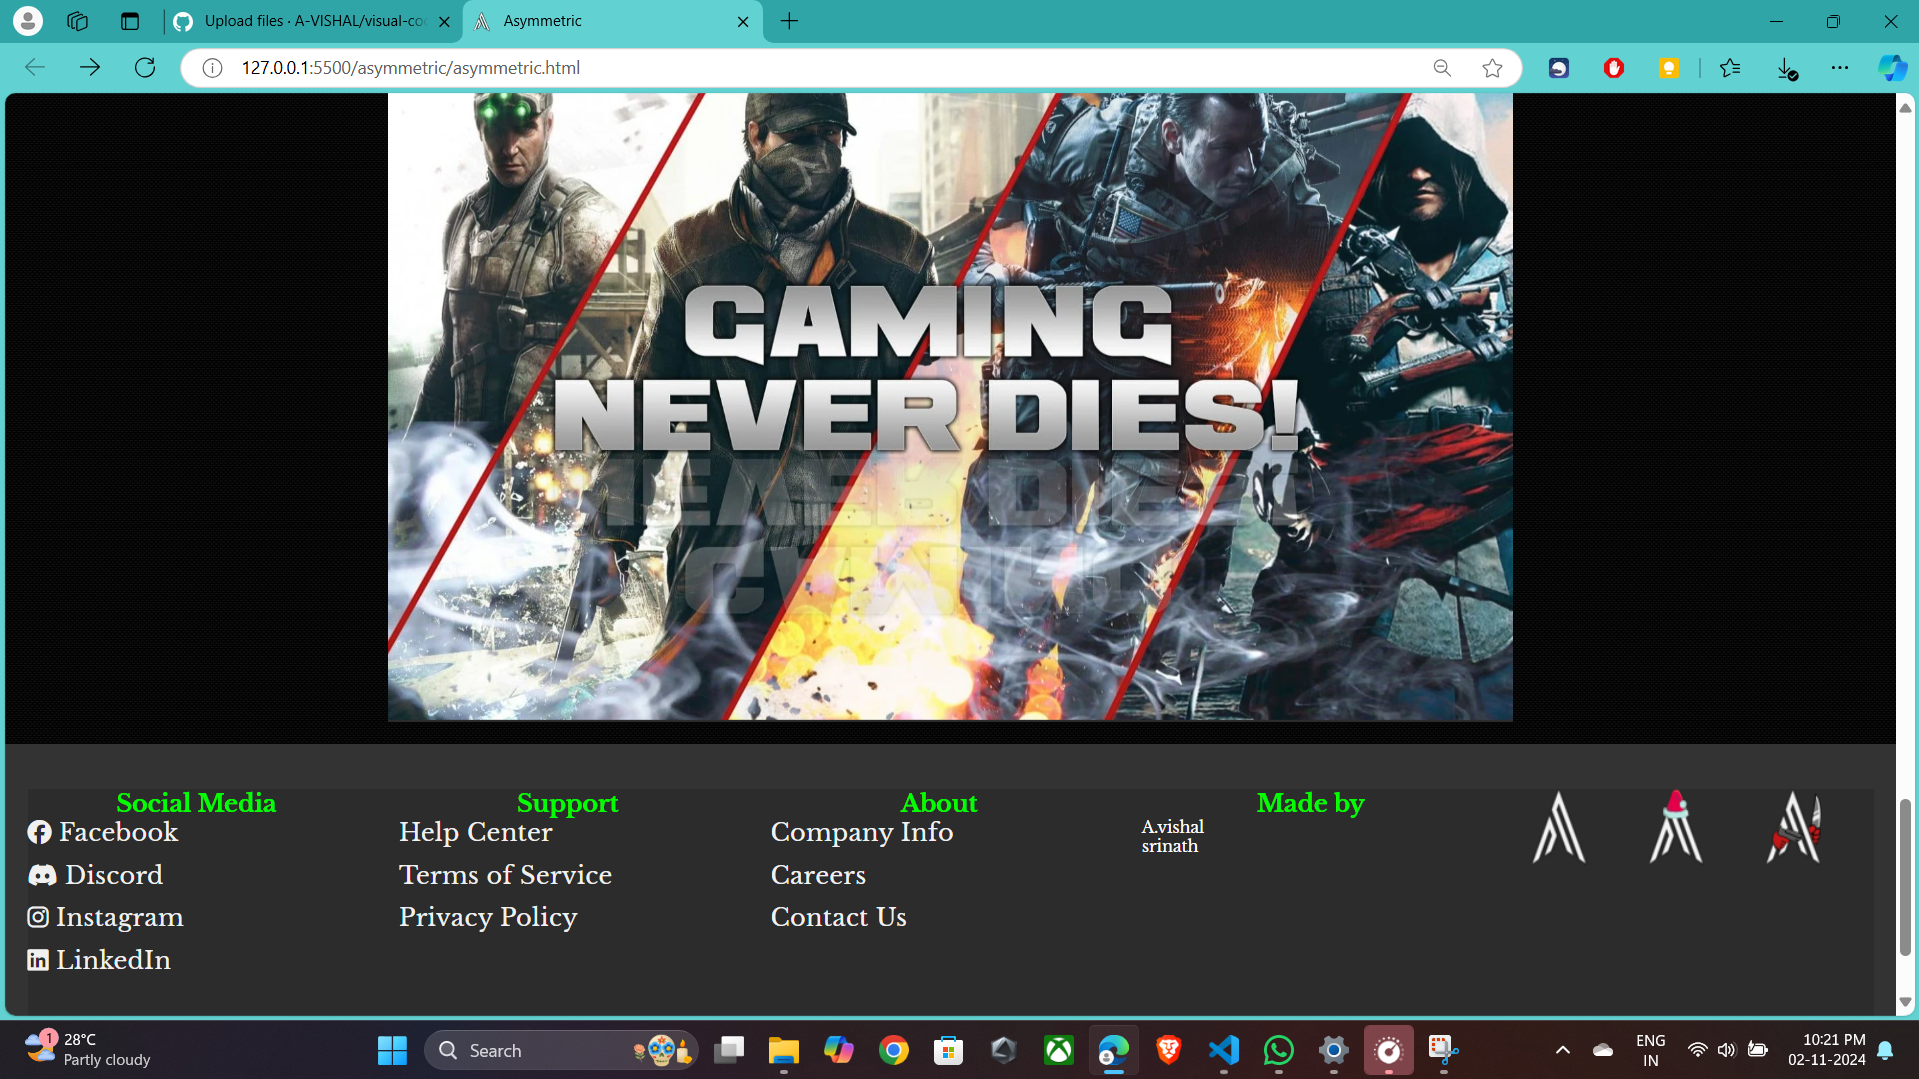 Upload files · A-VISHAL/visual-co
Asymmetric
127.0.0.1:5500/asymmetric/asymmetric.html
GAMING
NEVER DIES!
Social Media
Facebook
Discord
Instagram
LinkedIn
Support
Help Center
Terms of Service
Privacy Policy
About
Company Info
Careers
Contact Us
Made by
A.vishal
srinath
1
28°C
Partly cloudy
Search
ENG
IN
10:21 PM
02-11-2024